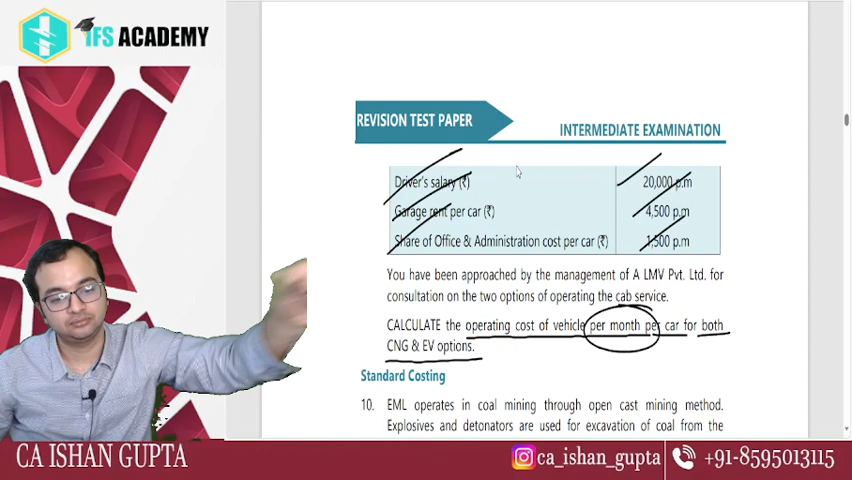 IFS ACADEMY
REVISION TEST PAPER
INTERMEDIATE EXAMINATION
Driver's salary (₹) 20,000 p.m
Garage rent per car (₹) 4,500 p.m
Share of Office & Administration cost per car (₹) 1,500 p.m
You have been approached by the management of A LMV Pvt. Ltd. for
consultation on the two options of operating the cab service.
CALCULATE the operating cost of vehicle per month per car for both
CNG & EV options.
Standard Costing
10. EML operates in coal mining through open cast mining method.
Explosives and detonators are used for excavation of coal from the
CA ISHAN GUPTA
ca_ishan_gupta
+91-8595013115